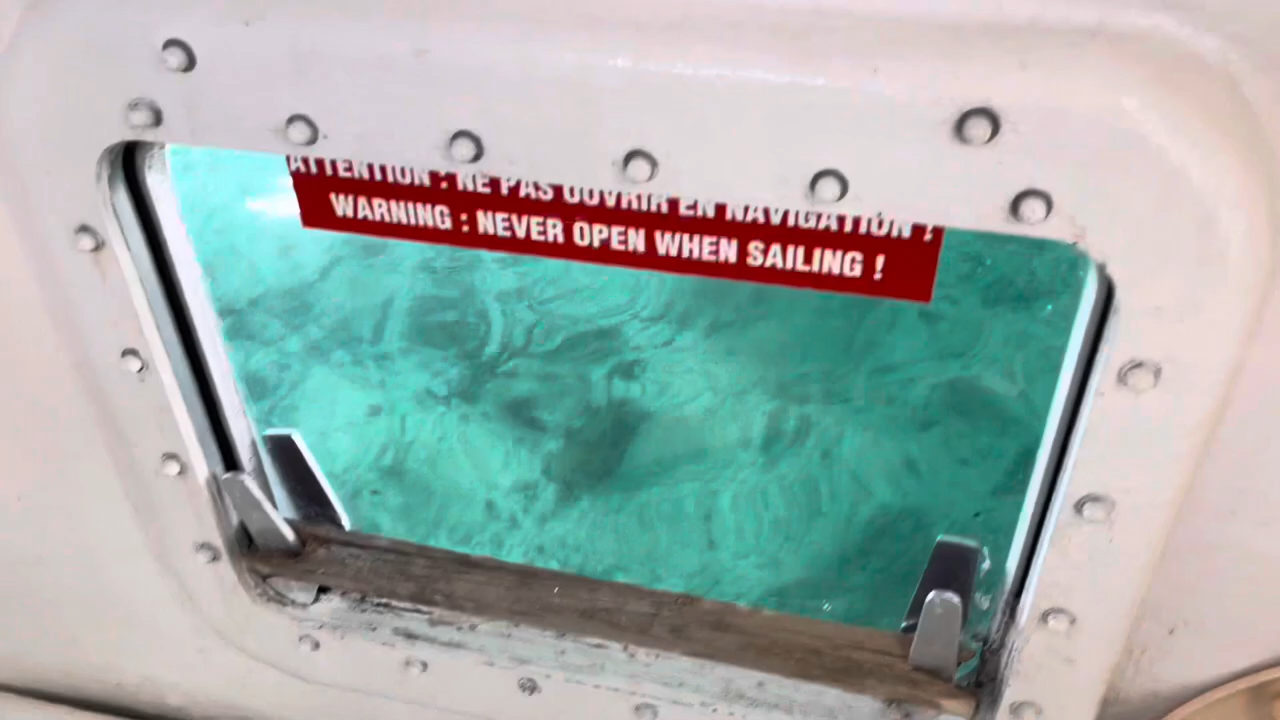 ATTENTION : NE PAS OUVRIR EN NAVIGATION !
WARNING : NEVER OPEN WHEN SAILING !